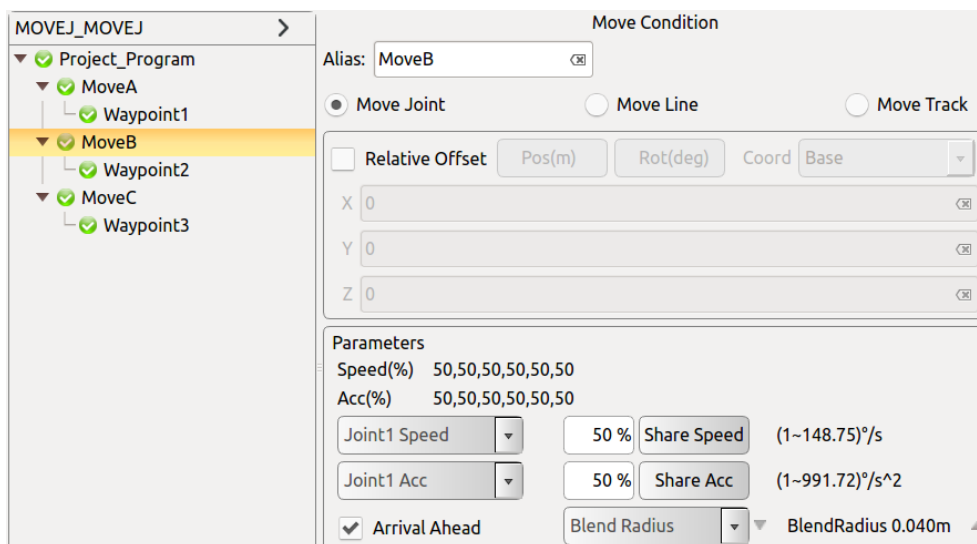 MOVEJ_MOVEJ
Project_Program
MoveA
Waypoint1
MoveB
Waypoint2
MoveC
Waypoint3
Move Condition
Alias: MoveB
Move Joint Move Line Move Track
Relative Offset Pos(m) Rot(deg) Coord Base
X 0
Y 0
Z 0
Parameters
Speed(%) 50,50,50,50,50,50
Acc(%) 50,50,50,50,50,50
Joint1 Speed 50 % Share Speed (1~148.75)°/s
Joint1 Acc 50 % Share Acc (1~991.72)°/s^2
Arrival Ahead Blend Radius BlendRadius 0.040m